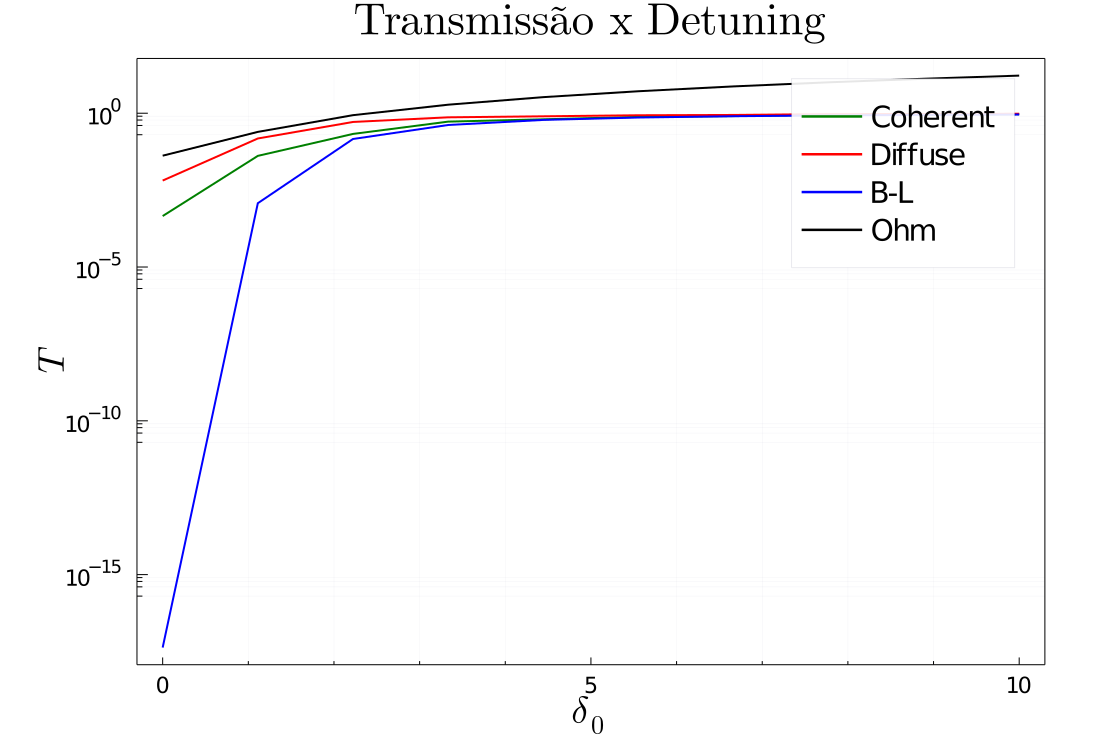 Transmissão x Detuning
10^0
10^−5
10^−10
10^−15
T
Coherent
Diffuse
B-L
Ohm
0 5 10
δ_0